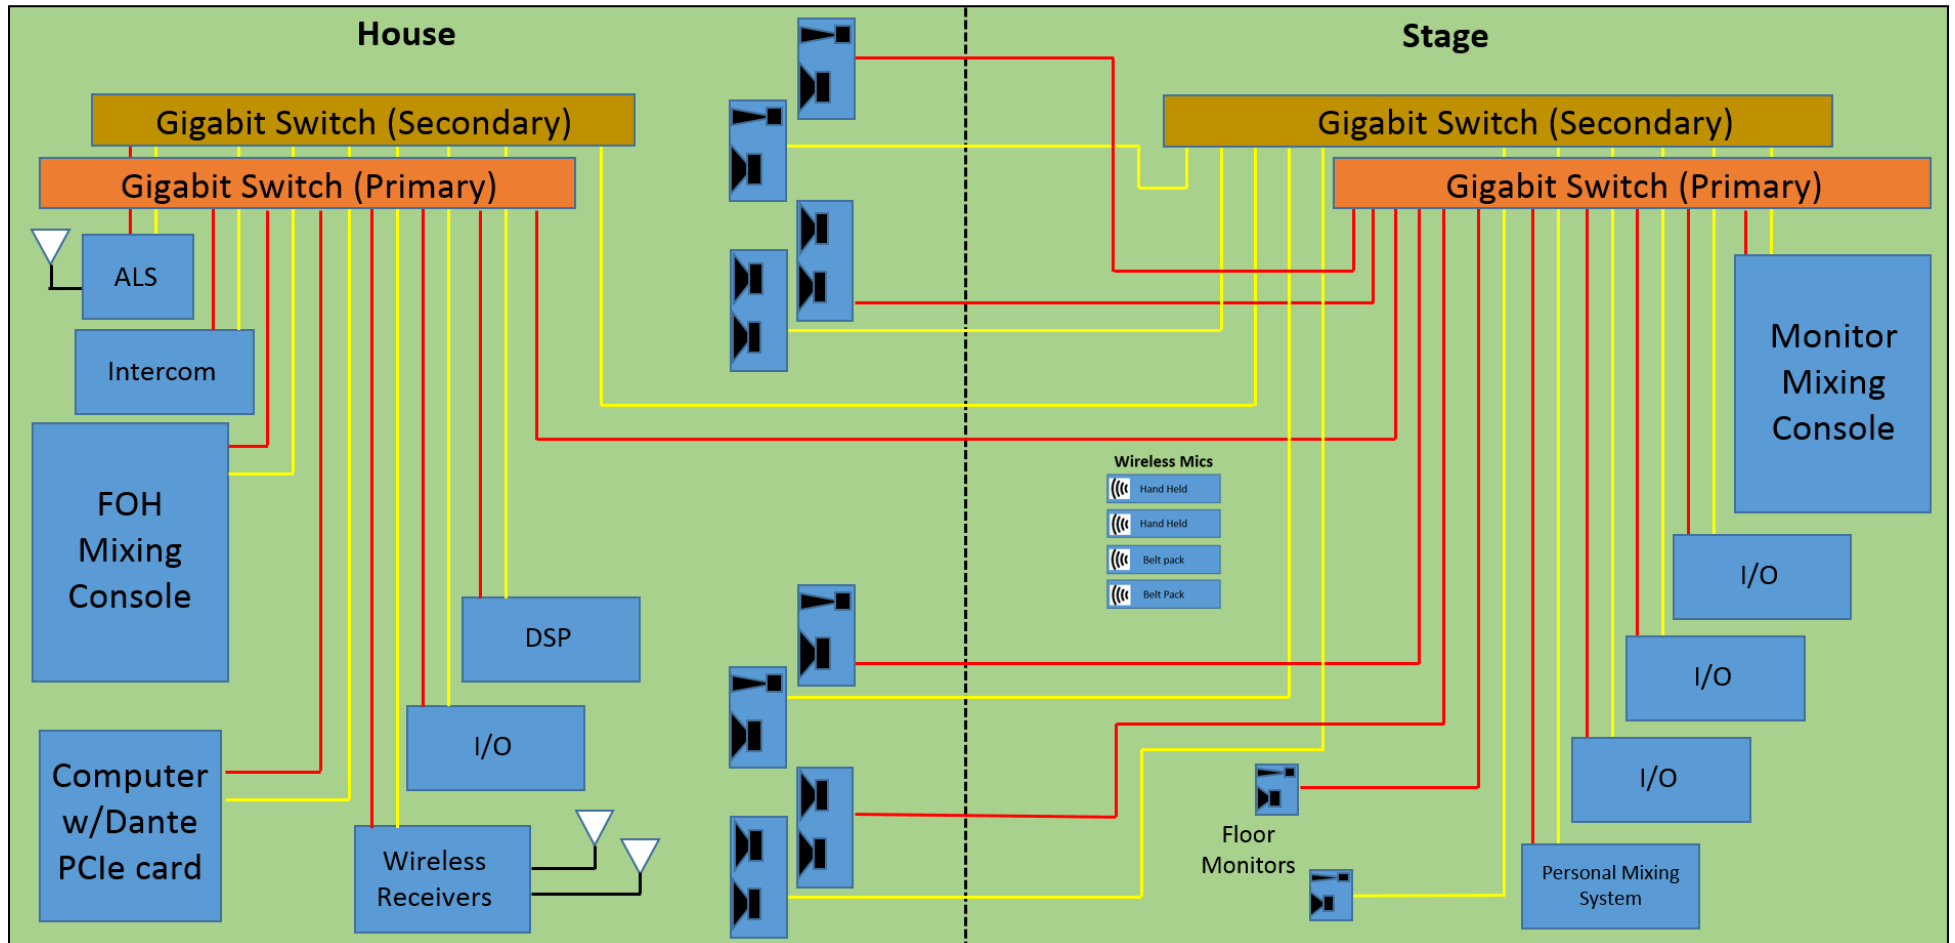 House
Stage
Gigabit Switch (Secondary)
Gigabit Switch (Primary)
Gigabit Switch (Secondary)
Gigabit Switch (Primary)
ALS
Intercom
FOH
Mixing
Console
DSP
I/O
Computer
w/Dante
PCIe card
Wireless
Receivers
Wireless Mics
Hand Held
Hand Held
Belt pack
Belt Pack
Monitor
Mixing
Console
I/O
I/O
I/O
Floor
Monitors
Personal Mixing
System